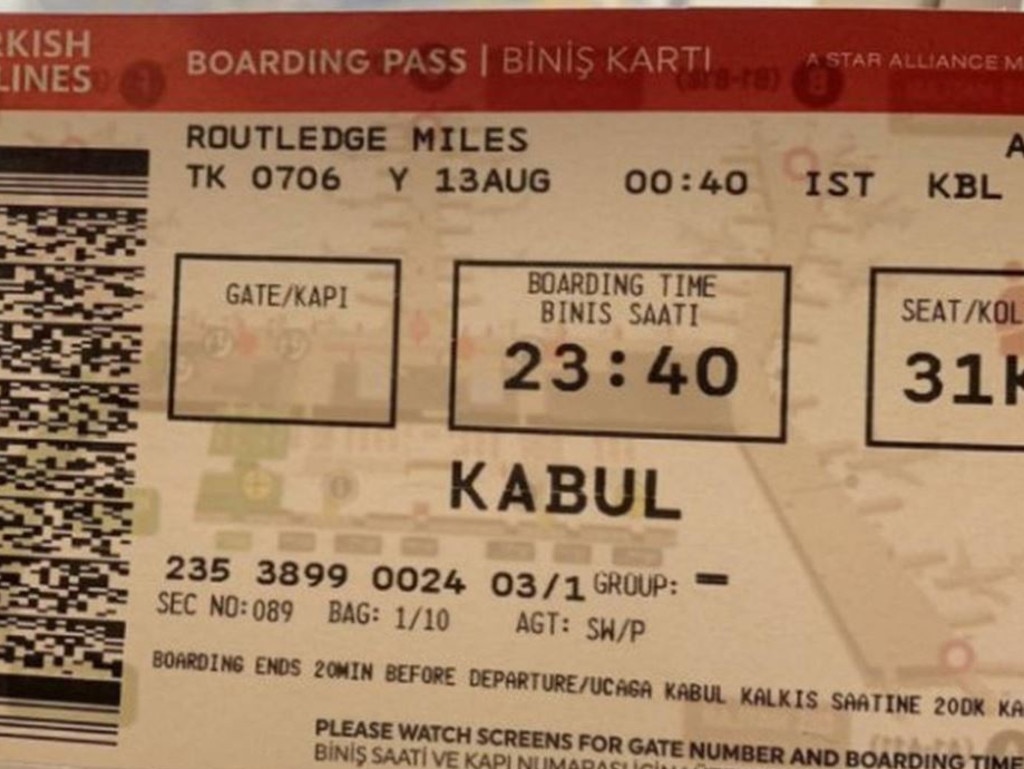 RKISH
LINES
BOARDING PASS | BİNİŞ KARTI
A STAR ALLIANCE M
ROUTLEDGE MILES
A
TK 0706 Y 13AUG 00:40 IST KBL
GATE/KAPI
BOARDING TIME
BINIS SAATI
23:40
SEAT/KOL
31K
KABUL
235 3899 0024 03/1 GROUP: -
SEC NO:089 BAG: 1/10 AGT: SW/P
BOARDING ENDS 20MIN BEFORE DEPARTURE/UCAGA KABUL KALKIS SAATINE 20DK KA
PLEASE WATCH SCREENS FOR GATE NUMBER AND BOARDING TIME
BİNİŞ SAATİ VE KAPI NUMARASI İÇİN